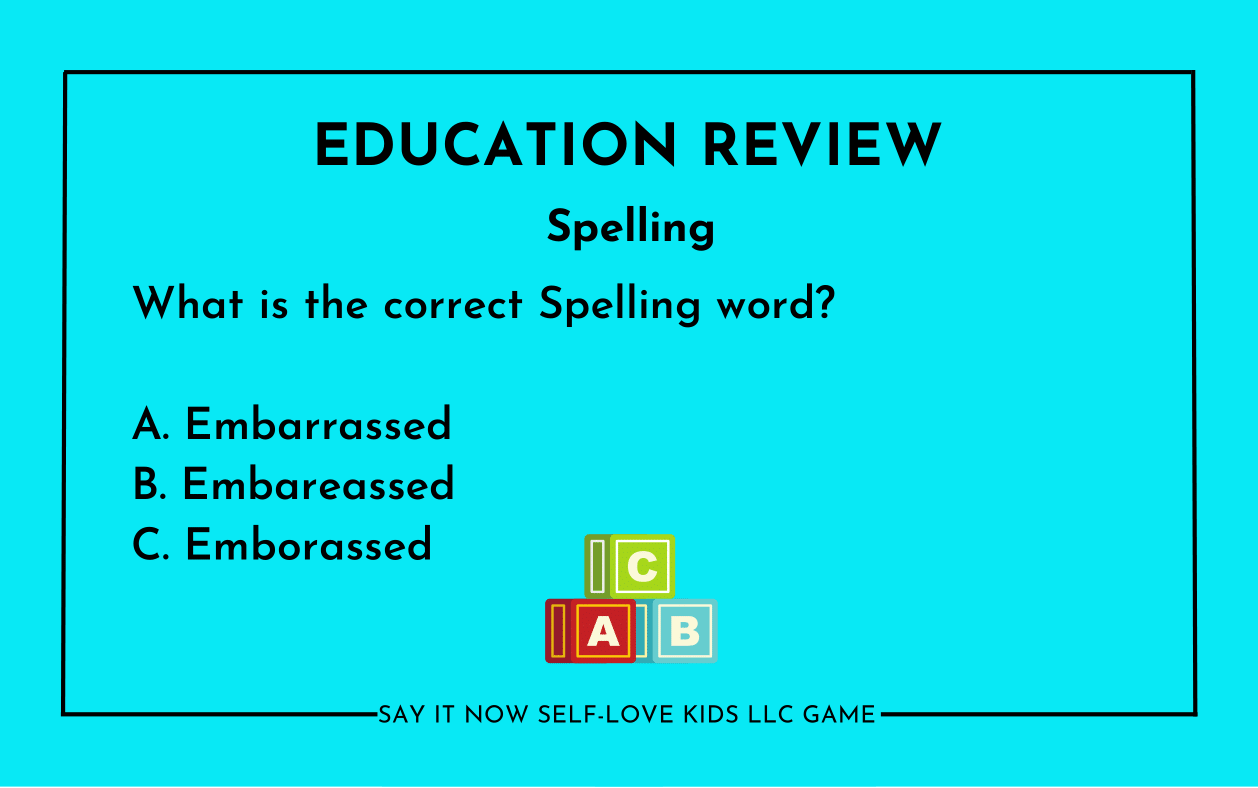 EDUCATION REVIEW
Spelling
What is the correct Spelling word?
A. Embarrassed
B. Embareassed
C. Emborassed
C
A B
SAY IT NOW SELF-LOVE KIDS LLC GAME